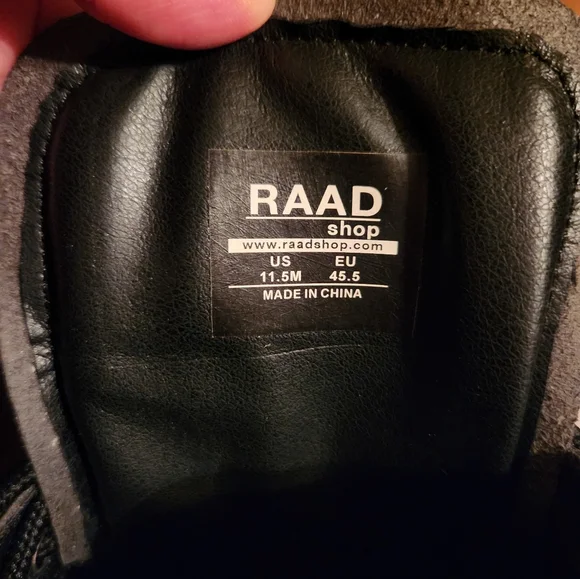 RAAD
shop
www.raadshop.com
US EU
11.5M 45.5
MADE IN CHINA